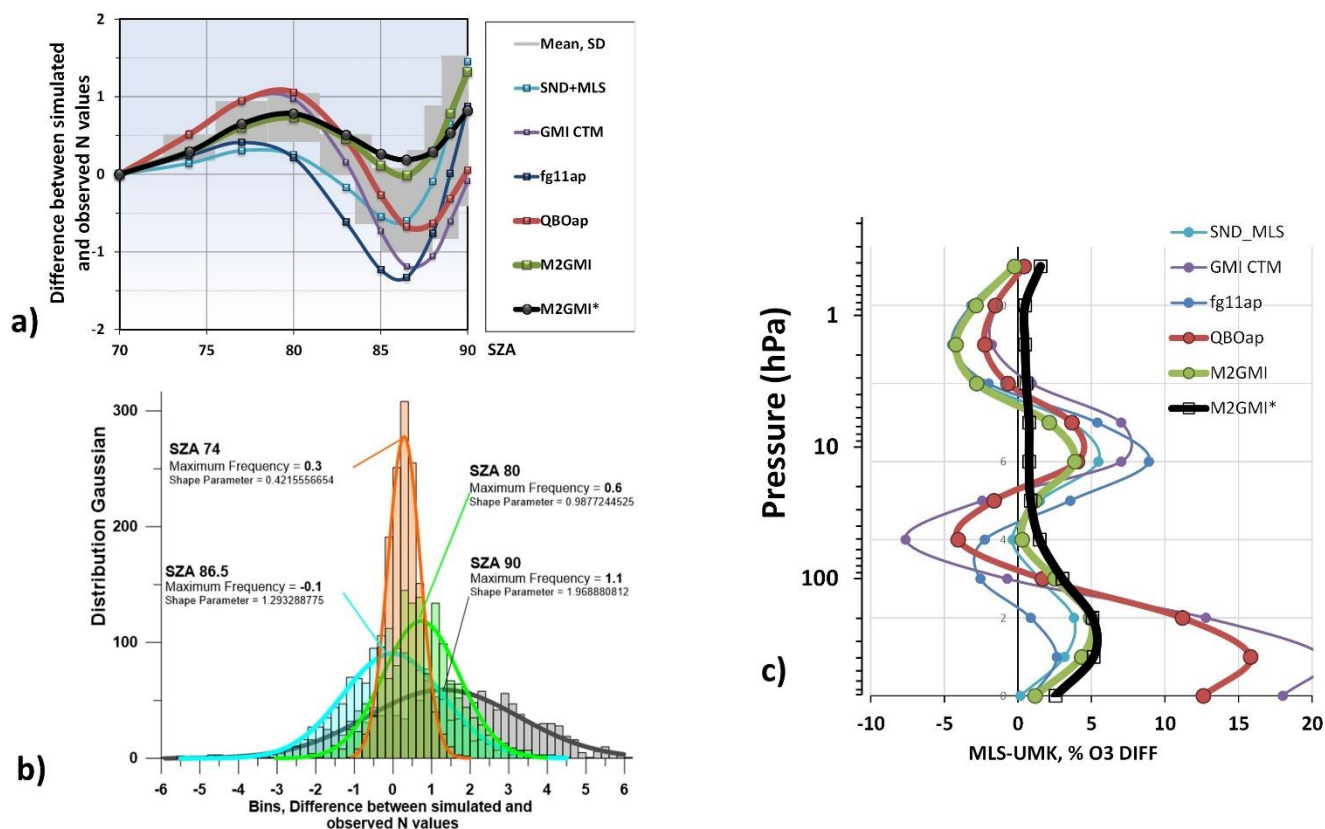 a)
Difference between simulated
and observed N values
2
1
0
-1
-2
70
75
80
85
90
SZA
Mean, SD
SND+MLS
GMI CTM
fg11ap
QBOap
M2GMI
M2GMI*
b)
Distribution Gaussian
300
200
100
0
SZA 74
Maximum Frequency = 0.3
Shape Parameter = 0.4215556654
SZA 80
Maximum Frequency = 0.6
Shape Parameter = 0.9877244525
SZA 86.5
Maximum Frequency = -0.1
Shape Parameter = 1.293288775
SZA 90
Maximum Frequency = 1.1
Shape Parameter = 1.968880812
-6 -5 -4 -3 -2 -1 0 1 2 3 4 5 6
Bins, Difference between simulated and
observed N values
c)
Pressure (hPa)
1
10
100
6
4
2
0
SND_MLS
GMI CTM
fg11ap
QBOap
M2GMI
M2GMI*
-10 -5 0 5 10 15 20
MLS-UMK, % O3 DIFF